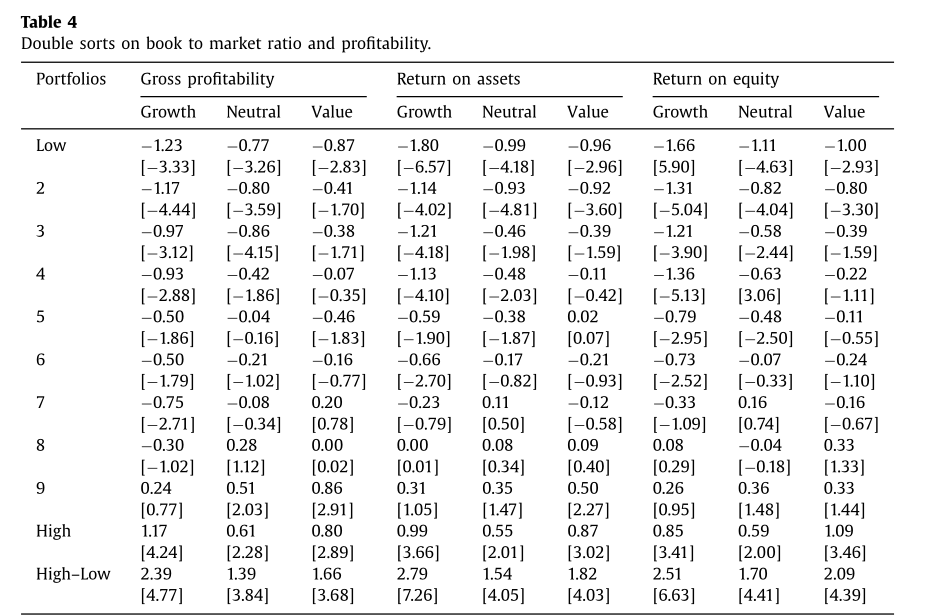 Table 4
Double sorts on book to market ratio and profitability.
Portfolios Gross profitability Return on assets Return on equity
Growth Neutral Value Growth Neutral Value Growth Neutral Value
Low −1.23 −0.77 −0.87 −1.80 −0.99 −0.96 −1.66 −1.11 −1.00
[−3.33] [−3.26] [−2.83] [−6.57] [−4.18] [−2.96] [5.90] [−4.63] [−2.93]
2 −1.17 −0.80 −0.41 −1.14 −0.93 −0.92 −1.31 −0.82 −0.80
[−4.44] [−3.59] [−1.70] [−4.02] [−4.81] [−3.60] [−5.04] [−4.04] [−3.30]
3 −0.97 −0.86 −0.38 −1.21 −0.46 −0.39 −1.21 −0.58 −0.39
[−3.12] [−4.15] [−1.71] [−4.18] [−1.98] [−1.59] [−3.90] [−2.44] [−1.59]
4 −0.93 −0.42 −0.07 −1.13 −0.48 −0.11 −1.36 −0.63 −0.22
[−2.88] [−1.86] [−0.35] [−4.10] [−2.03] [−0.42] [−5.13] [3.06] [−1.11]
5 −0.50 −0.04 −0.46 −0.59 −0.38 0.02 −0.79 −0.48 −0.11
[−1.86] [−0.16] [−1.83] [−1.90] [−1.87] [0.07] [−2.95] [−2.50] [−0.55]
6 −0.50 −0.21 −0.16 −0.66 −0.17 −0.21 −0.73 −0.07 −0.24
[−1.79] [−1.02] [−0.77] [−2.70] [−0.82] [−0.93] [−2.52] [−0.33] [−1.10]
7 −0.75 −0.08 0.20 −0.23 0.11 −0.12 −0.33 0.16 −0.16
[−2.71] [−0.34] [0.78] [−0.79] [0.50] [−0.58] [−1.09] [0.74] [−0.67]
8 −0.30 0.28 0.00 0.00 0.08 0.09 0.08 −0.04 0.33
[−1.02] [1.12] [0.02] [0.01] [0.34] [0.40] [0.29] [−0.18] [1.33]
9 0.24 0.51 0.86 0.31 0.35 0.50 0.26 0.36 0.33
[0.77] [2.03] [2.91] [1.05] [1.47] [2.27] [0.95] [1.48] [1.44]
High 1.17 0.61 0.80 0.99 0.55 0.87 0.85 0.59 1.09
[4.24] [2.28] [2.89] [3.66] [2.01] [3.02] [3.41] [2.00] [3.46]
High–Low 2.39 1.39 1.66 2.79 1.54 1.82 2.51 1.70 2.09
[4.77] [3.84] [3.68] [7.26] [4.05] [4.03] [6.63] [4.41] [4.39]